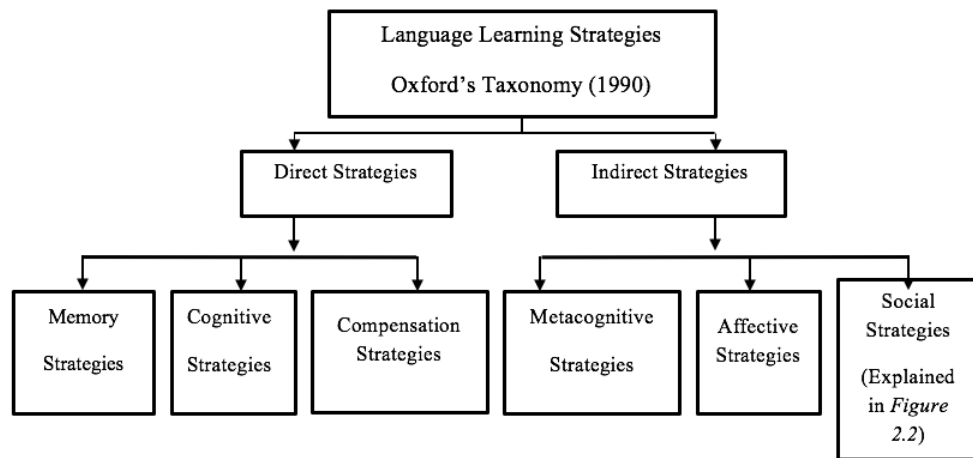 Language Learning Strategies
Oxford’s Taxonomy (1990)
Direct Strategies
Indirect Strategies
Memory
Strategies
Cognitive
Strategies
Compensation
Strategies
Metacognitive
Strategies
Affective
Strategies
Social
Strategies
(Explained
in Figure
2.2)